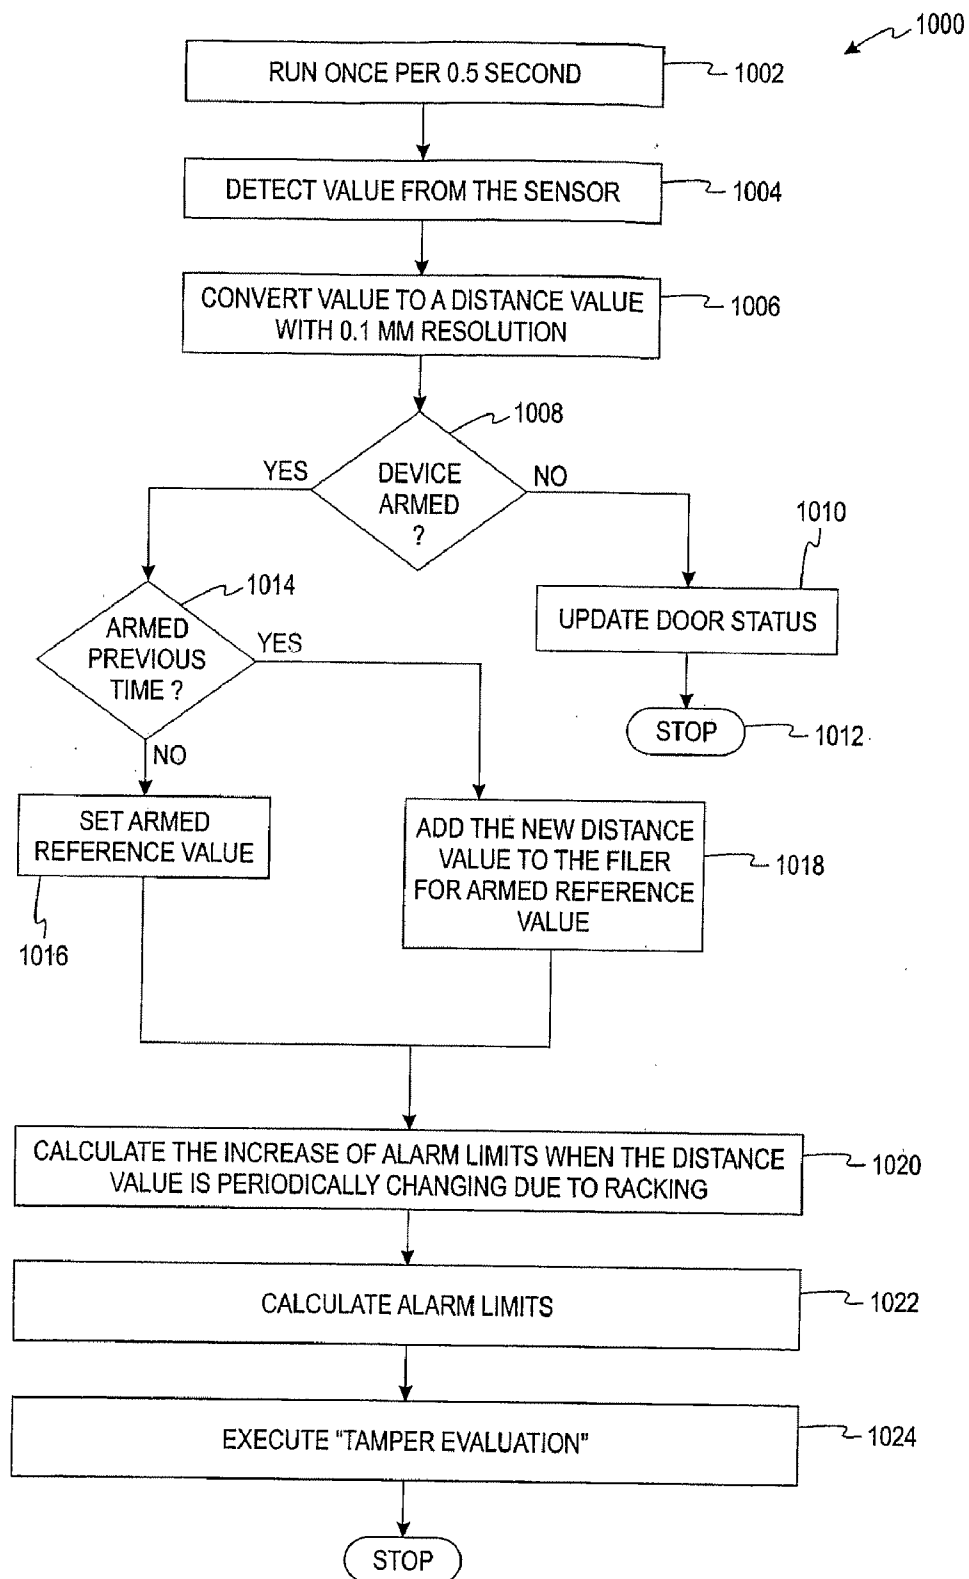 1000
RUN ONCE PER 0.5 SECOND
1002
DETECT VALUE FROM THE SENSOR
1004
CONVERT VALUE TO A DISTANCE VALUE
WITH 0.1 MM RESOLUTION
1006
1008
YES
DEVICE
ARMED
?
NO
1010
UPDATE DOOR STATUS
1014
ARMED
PREVIOUS
TIME ?
YES
STOP
1012
NO
SET ARMED
REFERENCE VALUE
1016
ADD THE NEW DISTANCE
VALUE TO THE FILER
FOR ARMED REFERENCE
VALUE
1018
CALCULATE THE INCREASE OF ALARM LIMITS WHEN THE DISTANCE
VALUE IS PERIODICALLY CHANGING DUE TO RACKING
1020
CALCULATE ALARM LIMITS
1022
EXECUTE "TAMPER EVALUATION"
1024
STOP